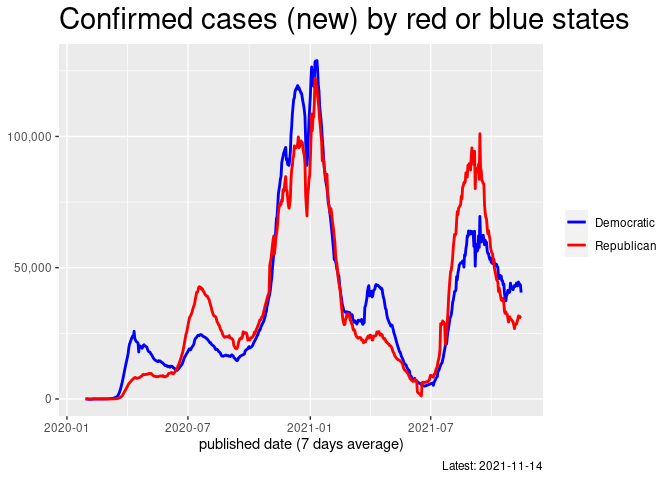 Confirmed cases (new) by red or blue states
100,000
50,000
0
2020-01
2020-07
2021-01
2021-07
published date (7 days average)
Democratic
Republican
Latest: 2021-11-14